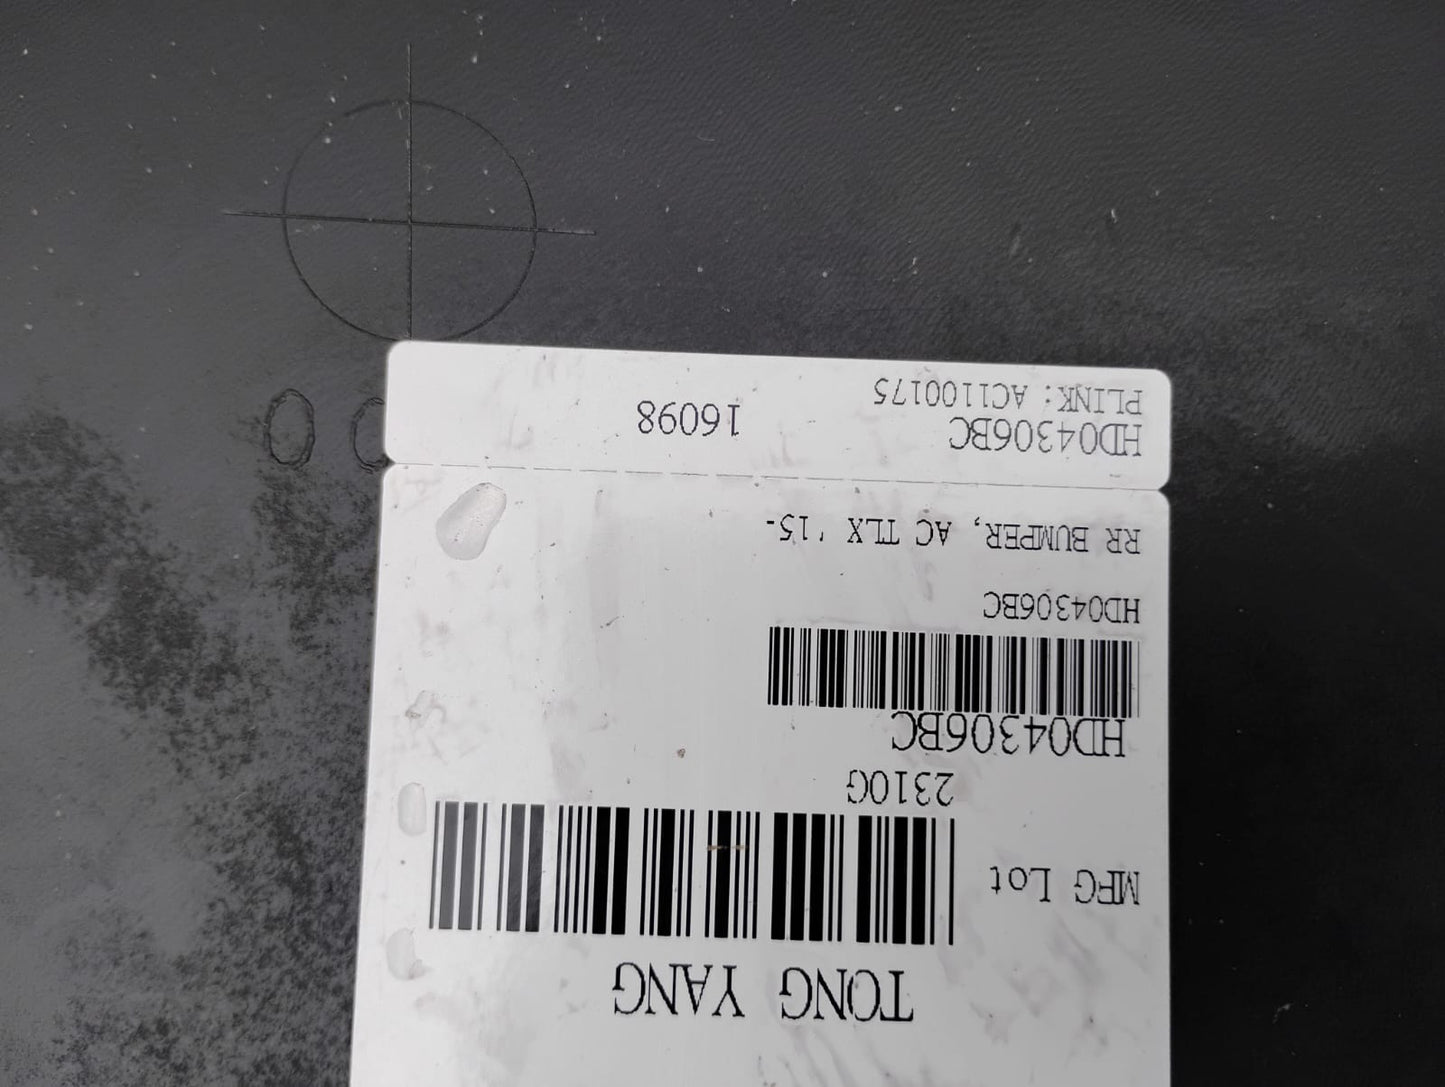 TONG YANG
MFG Lot
2310G
HD04306BC
HD04306BC
RR BUMPER, AC TLX '15-
HD04306BC 16098
PLINK: AC1100175